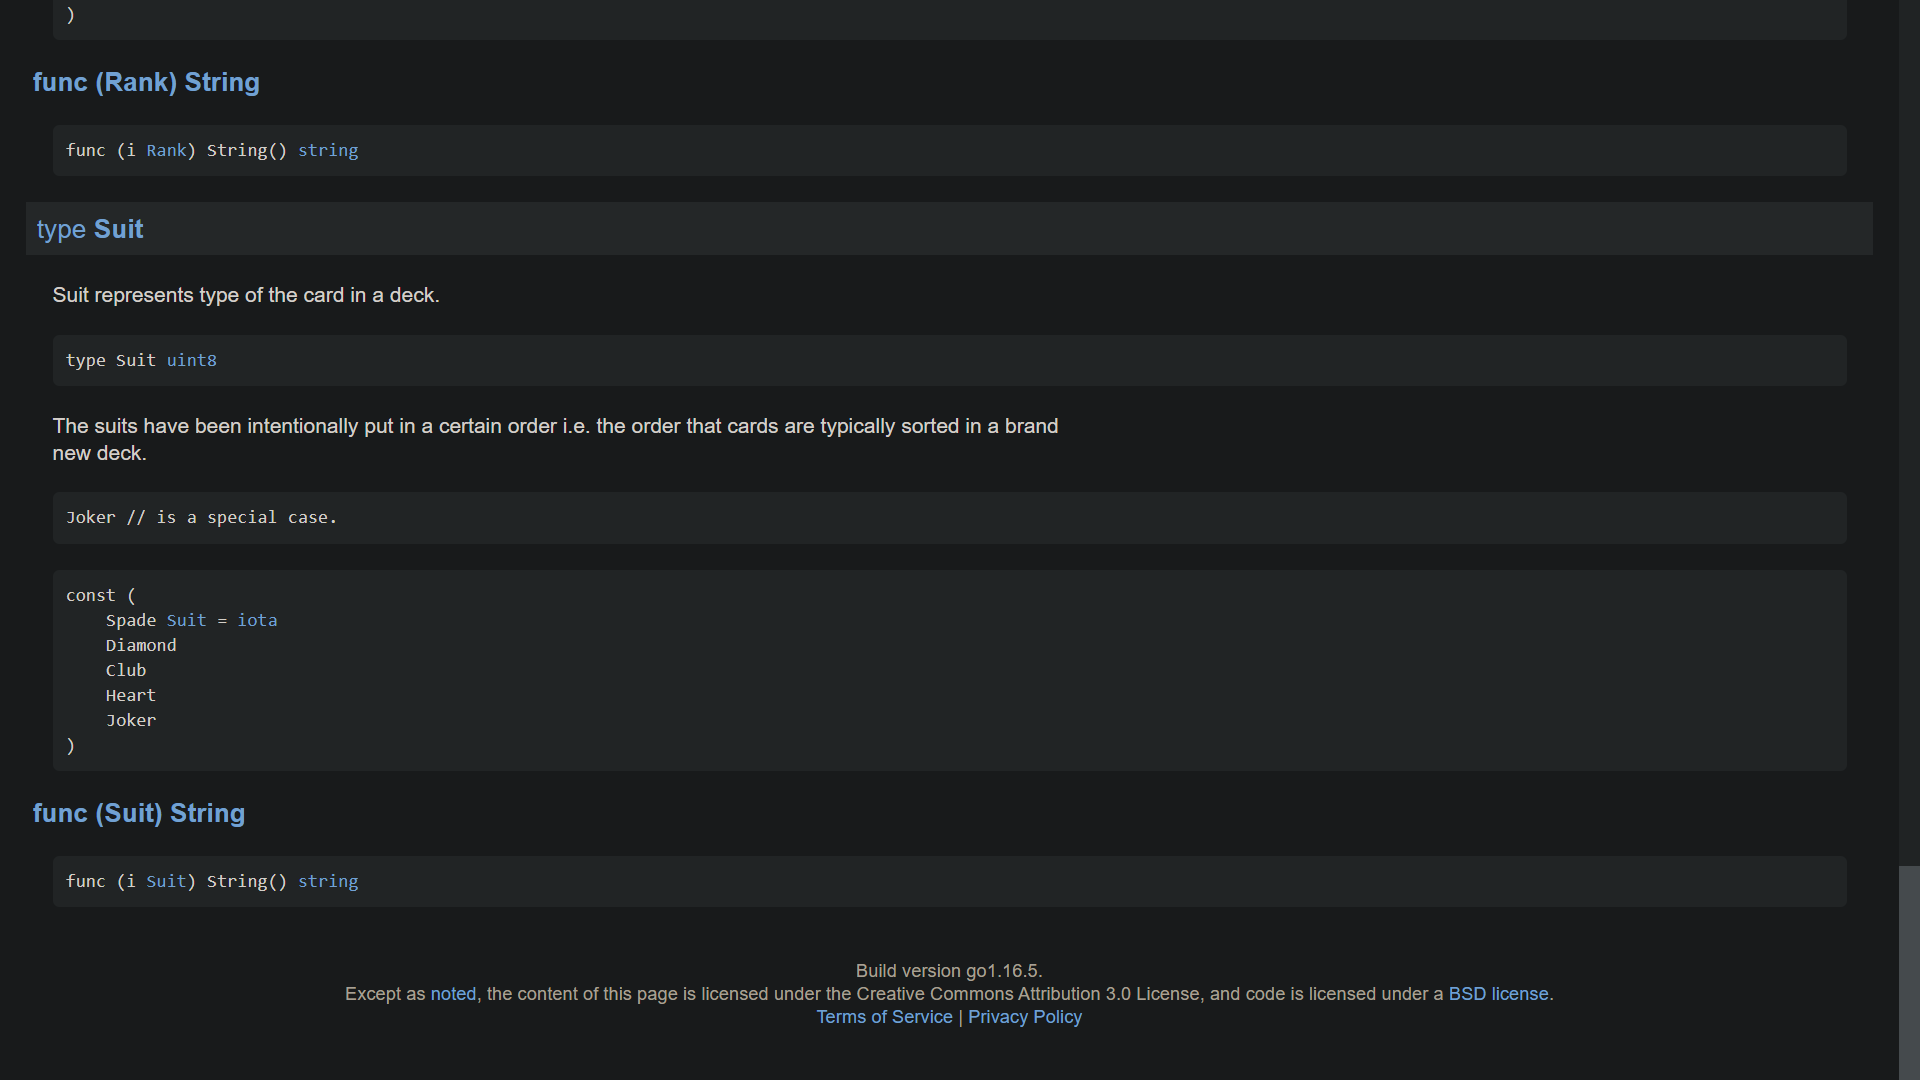 )
func (Rank) String
func (i Rank) String() string
type Suit
Suit represents type of the card in a deck.
type Suit uint8
The suits have been intentionally put in a certain order i.e. the order that cards are typically sorted in a brand
new deck.
Joker // is a special case.
const (
    Spade Suit = iota
    Diamond
    Club
    Heart
    Joker
)
func (Suit) String
func (i Suit) String() string
Build version go1.16.5.
Except as noted, the content of this page is licensed under the Creative Commons Attribution 3.0 License, and code is licensed under a BSD license.
Terms of Service | Privacy Policy